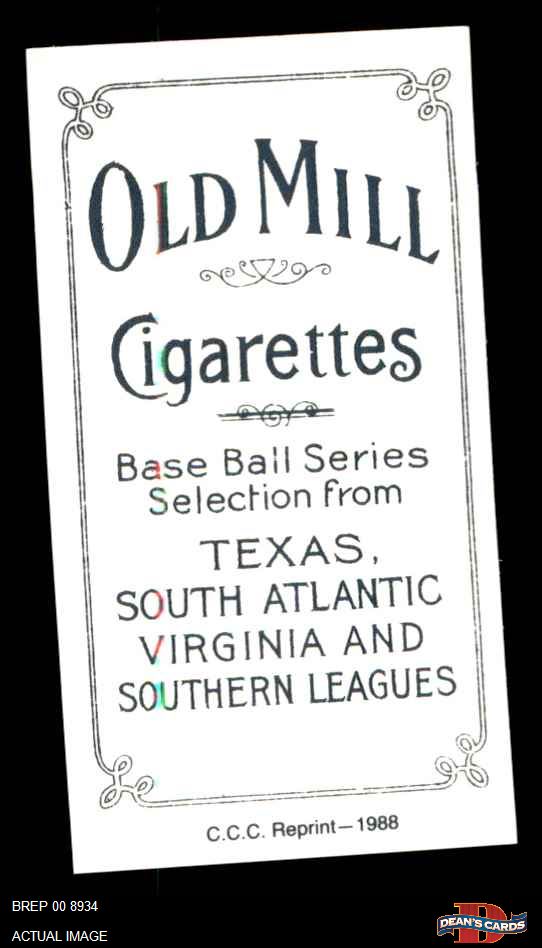 OLD MILL
Cigarettes
Base Ball Series
Selection from
TEXAS,
SOUTH ATLANTIC
VIRGINIA AND
SOUTHERN LEAGUES
C.C.C. Reprint—1988
BREP 00 8934
ACTUAL IMAGE
D
DEAN'S CARDS